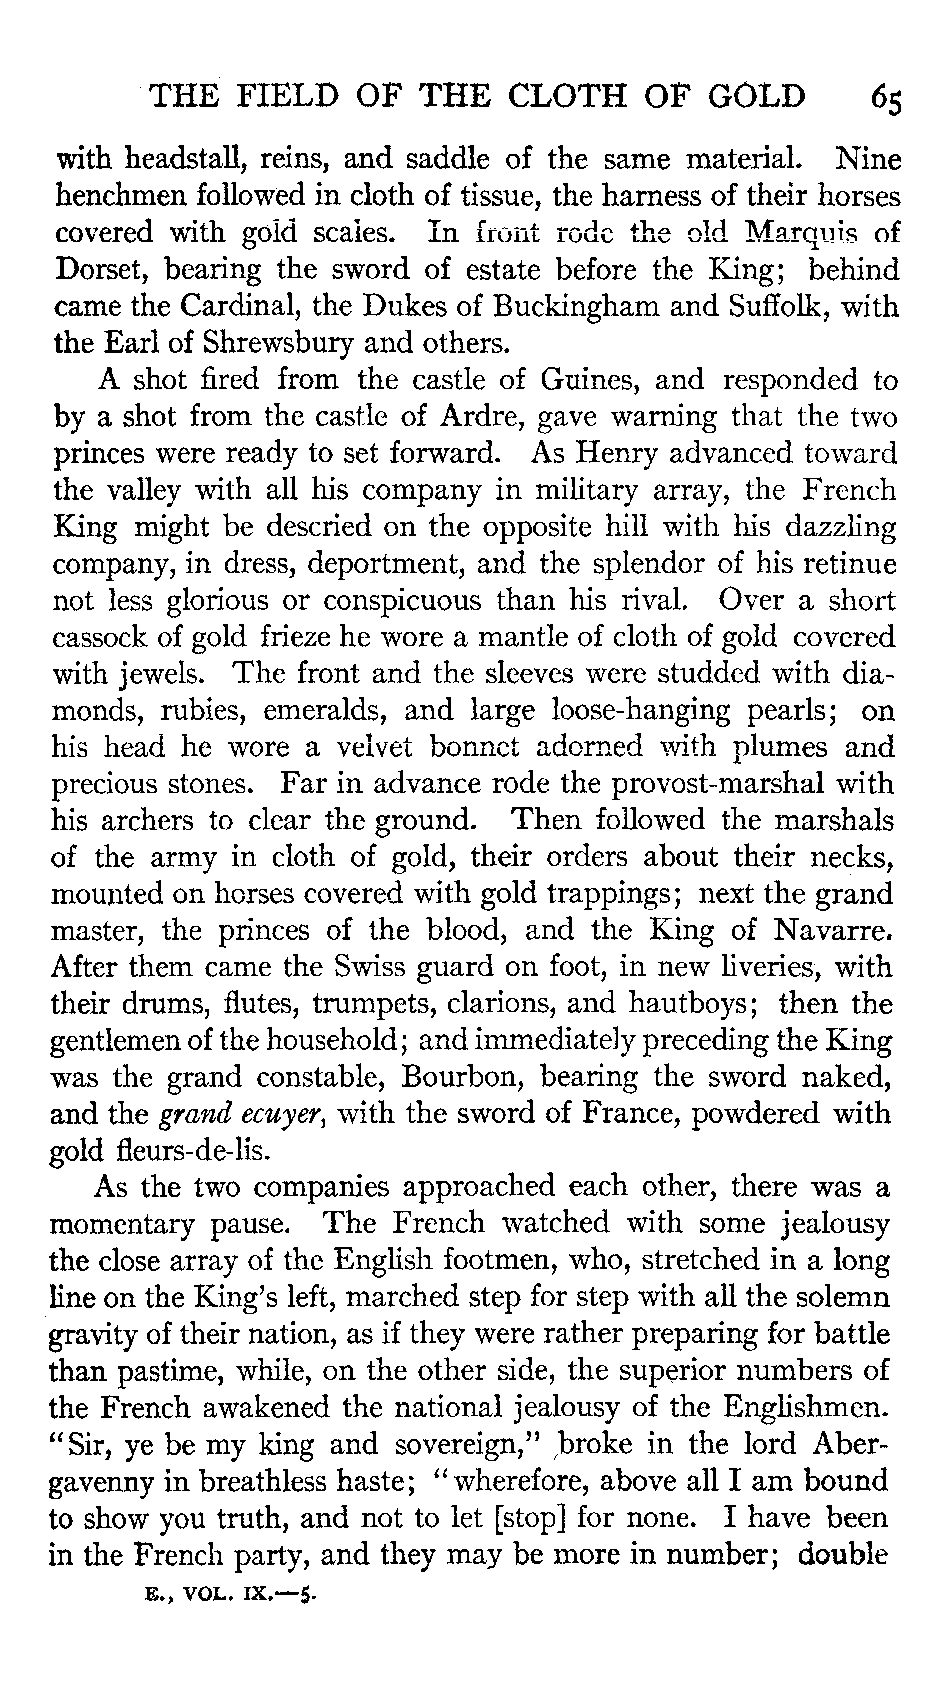 THE FIELD OF THE CLOTH OF GOLD 65
with headstall, reins, and saddle of the same material. Nine
henchmen followed in cloth of tissue, the harness of their horses
covered with gold scales. In front rode the old Marquis of
Dorset, bearing the sword of estate before the King; behind
came the Cardinal, the Dukes of Buckingham and Suffolk, with
the Earl of Shrewsbury and others.
A shot fired from the castle of Guines, and responded to
by a shot from the castle of Ardre, gave warning that the two
princes were ready to set forward. As Henry advanced toward
the valley with all his company in military array, the French
King might be descried on the opposite hill with his dazzling
company, in dress, deportment, and the splendor of his retinue
not less glorious or conspicuous than his rival. Over a short
cassock of gold frieze he wore a mantle of cloth of gold covered
with jewels. The front and the sleeves were studded with dia-
monds, rubies, emeralds, and large loose-hanging pearls; on
his head he wore a velvet bonnet adorned with plumes and
precious stones. Far in advance rode the provost-marshal with
his archers to clear the ground. Then followed the marshals
of the army in cloth of gold, their orders about their necks,
mounted on horses covered with gold trappings; next the grand
master, the princes of the blood, and the King of Navarre.
After them came the Swiss guard on foot, in new liveries, with
their drums, flutes, trumpets, clarions, and hautboys; then the
gentlemen of the household; and immediately preceding the King
was the grand constable, Bourbon, bearing the sword naked,
and the grand ecuyer, with the sword of France, powdered with
gold fleurs-de-lis.
As the two companies approached each other, there was a
momentary pause. The French watched with some jealousy
the close array of the English footmen, who, stretched in a long
line on the King's left, marched step for step with all the solemn
gravity of their nation, as if they were rather preparing for battle
than pastime, while, on the other side, the superior numbers of
the French awakened the national jealousy of the Englishmen.
"Sir, ye be my king and sovereign," broke in the lord Aber-
gavenny in breathless haste; "wherefore, above all I am bound
to show you truth, and not to let [stop] for none. I have been
in the French party, and they may be more in number; double
E., VOL. IX.—5.